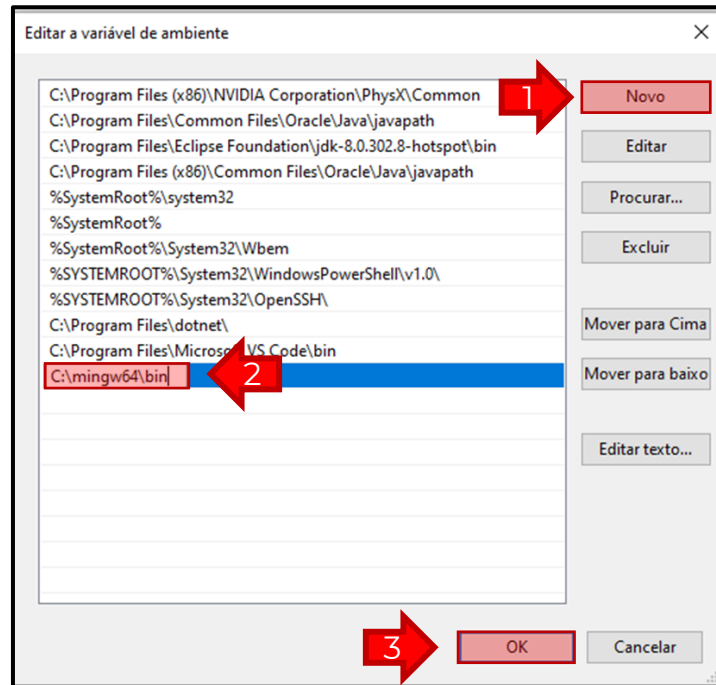 Editar a variável de ambiente
C:\Program Files (x86)\NVIDIA Corporation\PhysX\Common
1
Novo
C:\Program Files\Common Files\Oracle\Java\javapath
C:\Program Files\Eclipse Foundation\jdk-8.0.302.8-hotspot\bin
Editar
C:\Program Files (x86)\Common Files\Oracle\Java\javapath
%SystemRoot%\system32
Procurar...
%SystemRoot%
%SystemRoot%\System32\Wbem
Excluir
%SYSTEMROOT%\System32\WindowsPowerShell\v1.0\
%SYSTEMROOT%\System32\OpenSSH\
C:\Program Files\dotnet\
Mover para Cima
C:\Program Files\Microsoft VS Code\bin
C:\mingw64\bin
2
Mover para baixo
Editar texto...
3
OK
Cancelar